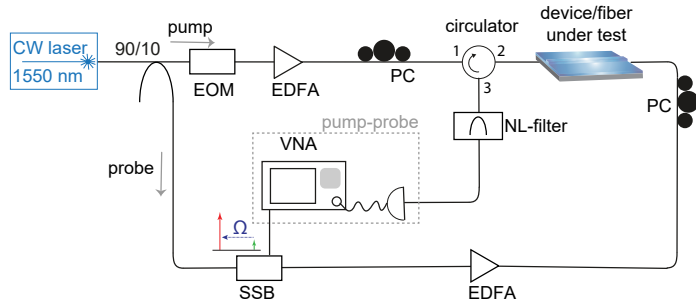 CW laser
1550 nm
90/10
pump
EOM
EDFA
PC
circulator
1
2
3
device/fiber
under test
PC
NL-filter
pump-probe
VNA
probe
Ω
SSB
EDFA